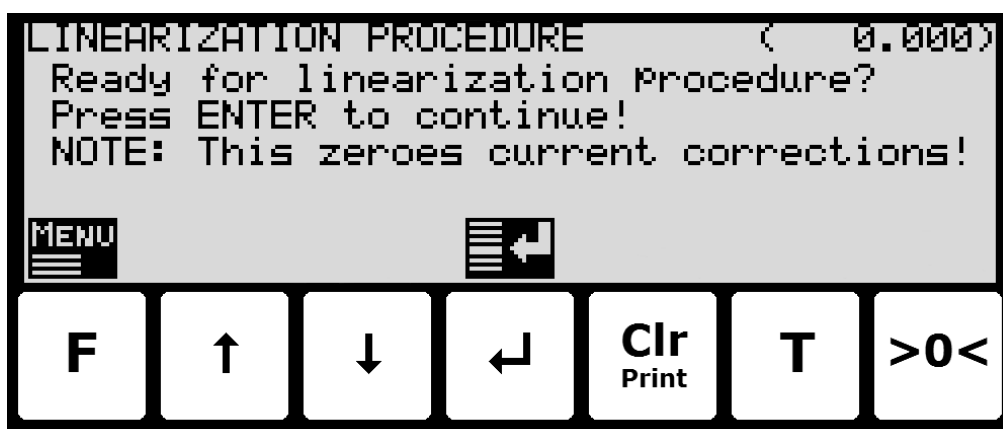 LINEARIZATION PROCEDURE ( 0.000)
Ready for linearization Procedure?
Press ENTER to continue!
NOTE: This zeroes current corrections!
MENU
F ↑ ↓ ↵ Clr T >0<
Print